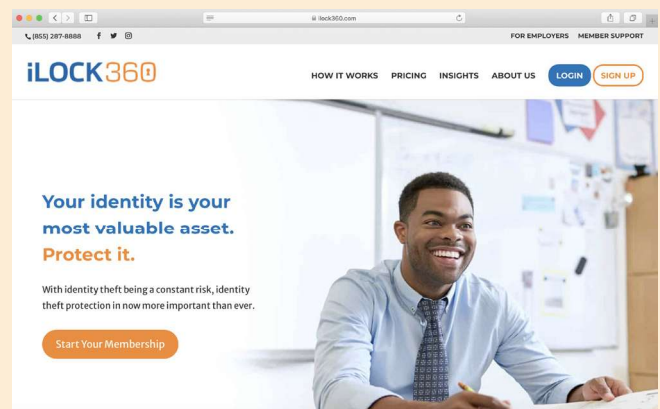 ilock360.com
(855) 287-8888
FOR EMPLOYERS MEMBER SUPPORT
iLOCK360
HOW IT WORKS PRICING INSIGHTS ABOUT US LOGIN SIGN UP
Your identity is your
most valuable asset.
Protect it.
With identity theft being a constant risk, identity
theft protection in now more important than ever.
Start Your Membership